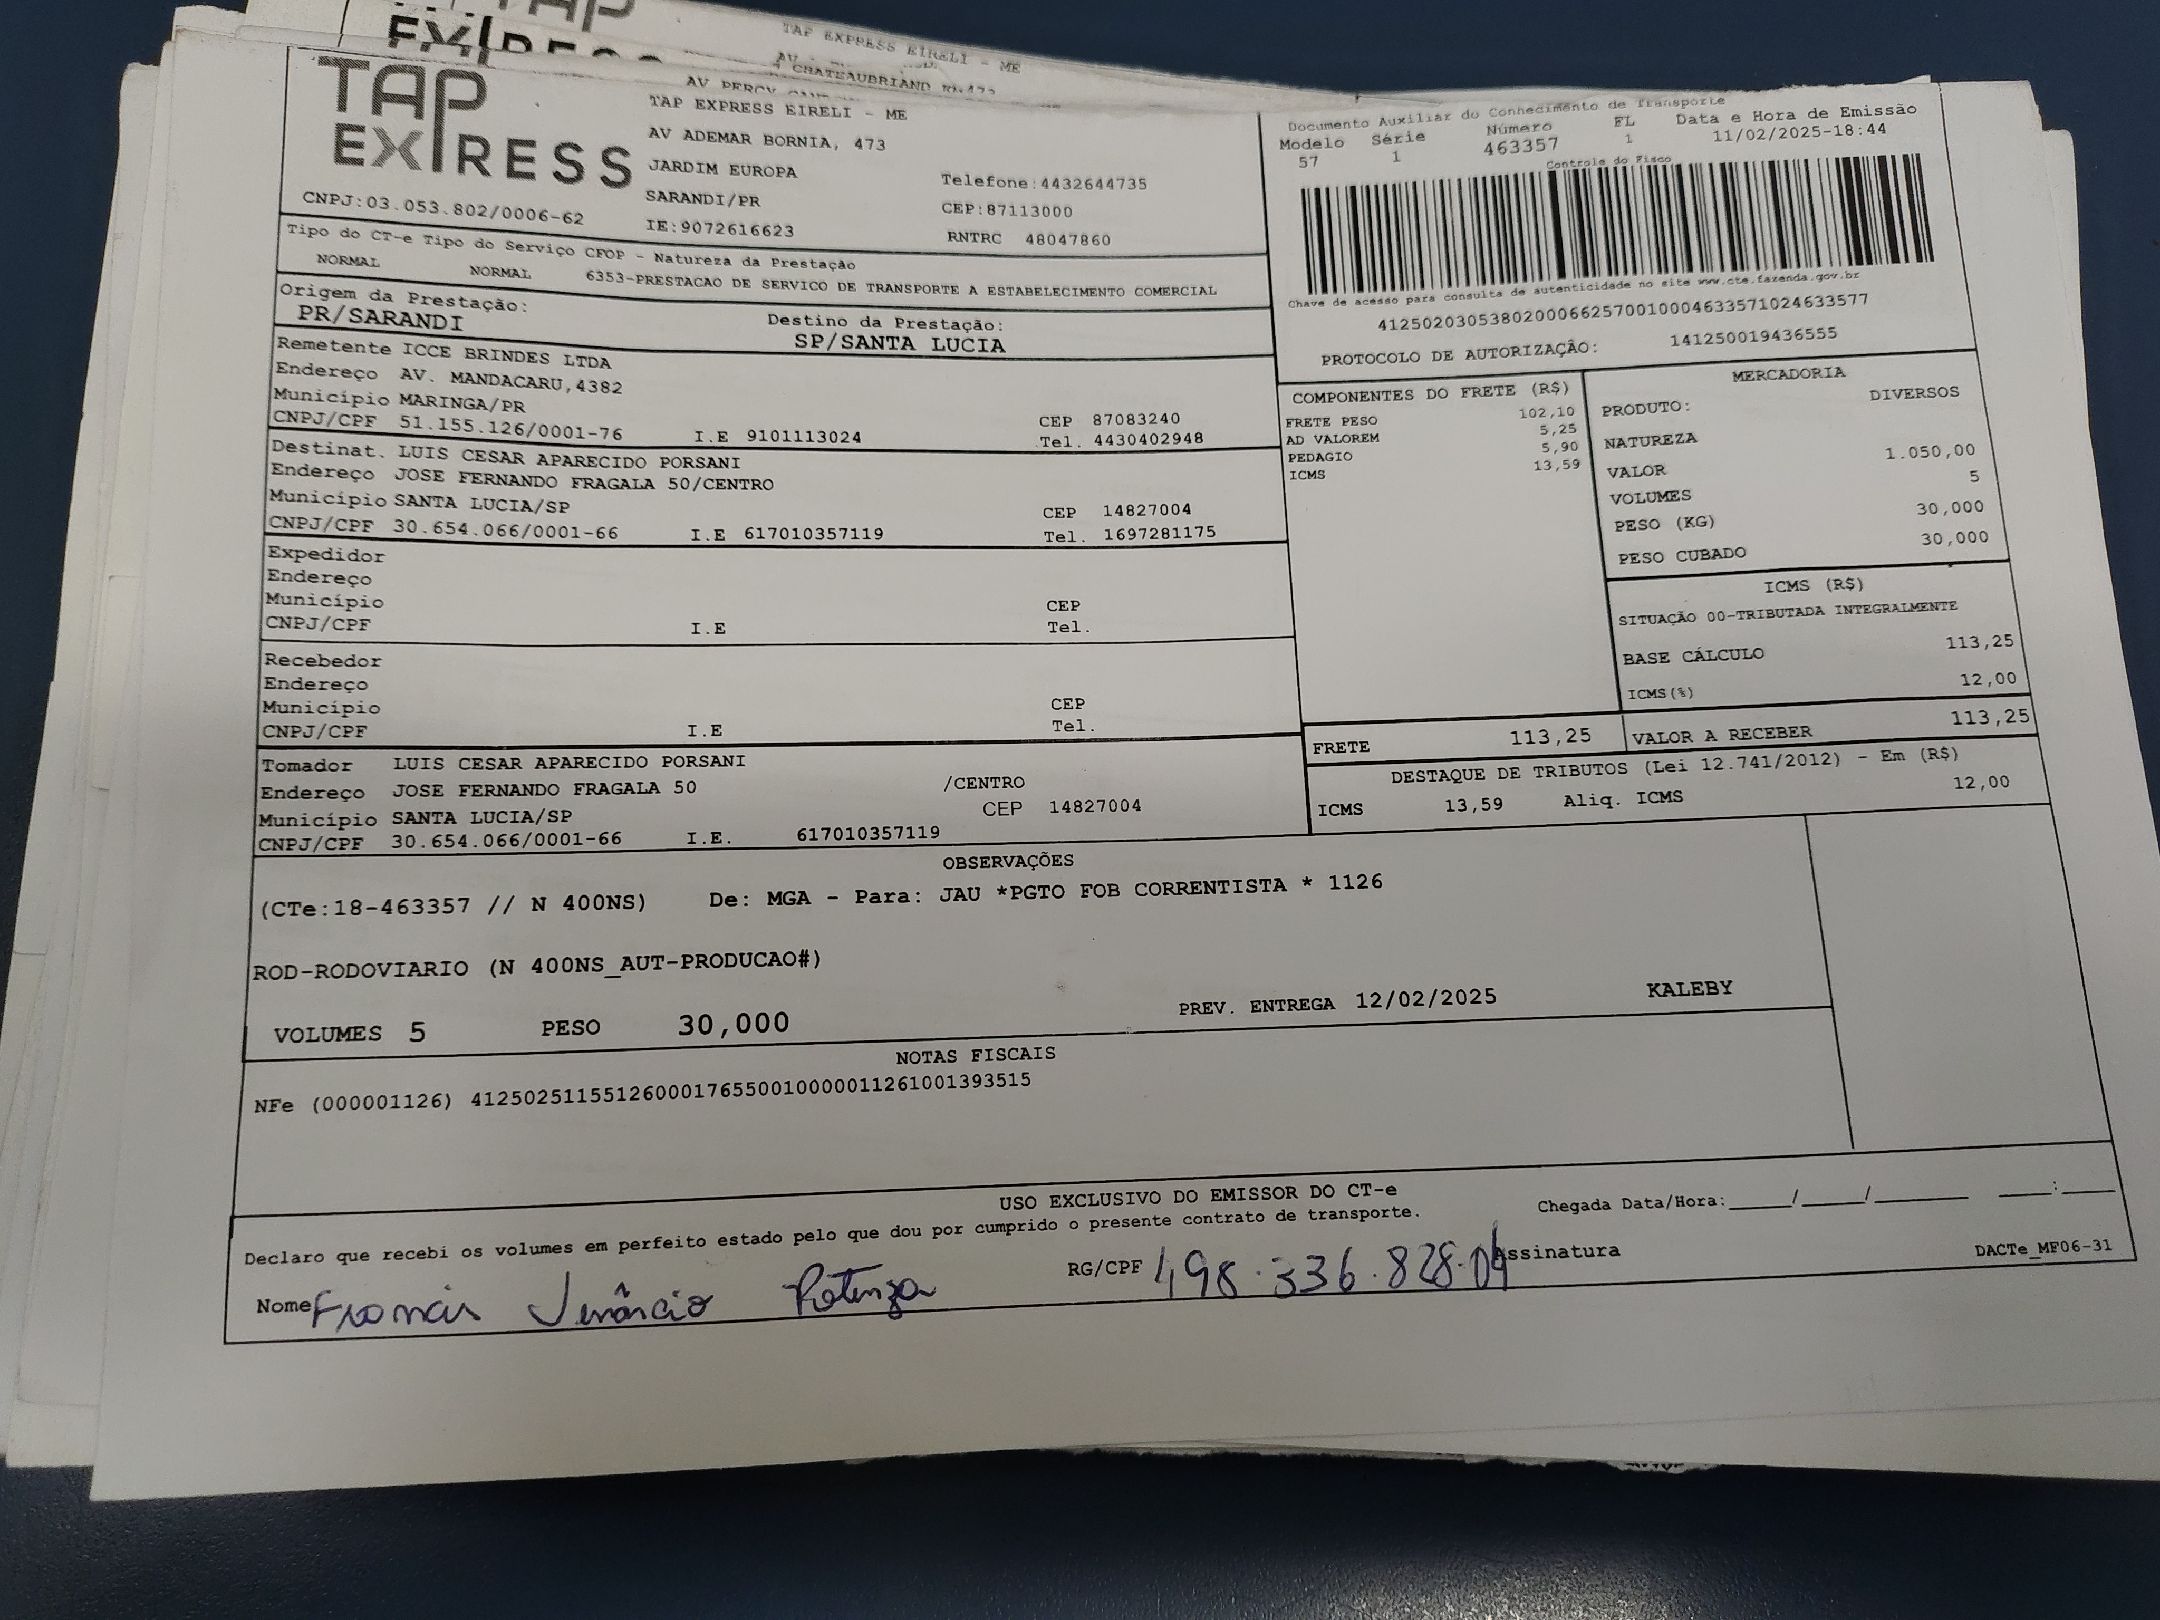 TAP EXPRESS EIRELI - ME
CHATEAUBRIAND
TAP EXPRESS
TAP EXPRESS EIRELI - ME
AV ADEMAR BORNIA, 473
JARDIM EUROPA
SARANDI/PR
Telefone:4432644735
CEP:87113000
CNPJ:03.053.802/0006-62
IE:9072616623
RNTRC 48047860
Documento Auxiliar do Conhecimento de Transporte
Modelo Série Número FL Data e Hora de Emissão
57 1 463357 1 11/02/2025-18:44
Controle do Fisco
Chave de acesso para consulta de autenticidade no site www.cte.fazenda.gov.br
41250203053802000662570010004633571024633577
PROTOCOLO DE AUTORIZAÇÃO: 141250019436555
Tipo do CT-e Tipo do Serviço CFOP - Natureza da Prestação
NORMAL NORMAL 6353-PRESTACAO DE SERVICO DE TRANSPORTE A ESTABELECIMENTO COMERCIAL
Origem da Prestação: Destino da Prestação:
PR/SARANDI SP/SANTA LUCIA
Remetente ICCE BRINDES LTDA
Endereço AV. MANDACARU,4382
Município MARINGA/PR CEP 87083240
CNPJ/CPF 51.155.126/0001-76 I.E 9101113024 Tel. 4430402948
Destinat. LUIS CESAR APARECIDO PORSANI
Endereço JOSE FERNANDO FRAGALA 50/CENTRO
Município SANTA LUCIA/SP CEP 14827004
CNPJ/CPF 30.654.066/0001-66 I.E 617010357119 Tel. 1697281175
Expedidor
Endereço
Município CEP
CNPJ/CPF I.E Tel.
Recebedor
Endereço
Município CEP
CNPJ/CPF I.E Tel.
Tomador LUIS CESAR APARECIDO PORSANI
Endereço JOSE FERNANDO FRAGALA 50 /CENTRO
Município SANTA LUCIA/SP CEP 14827004
CNPJ/CPF 30.654.066/0001-66 I.E. 617010357119
COMPONENTES DO FRETE (R$)
FRETE PESO 102,10
AD VALOREM 5,25
PEDAGIO 5,90
ICMS 13,59
MERCADORIA
PRODUTO: DIVERSOS
NATUREZA
VALOR 1.050,00
VOLUMES 5
PESO (KG) 30,000
PESO CUBADO 30,000
ICMS (R$)
SITUAÇÃO 00-TRIBUTADA INTEGRALMENTE
BASE CÁLCULO 113,25
ICMS(%) 12,00
FRETE 113,25 VALOR A RECEBER 113,25
DESTAQUE DE TRIBUTOS (Lei 12.741/2012) - Em (R$)
ICMS 13,59 Aliq. ICMS 12,00
OBSERVAÇÕES
(CTe:18-463357 // N 400NS) De: MGA - Para: JAU *PGTO FOB CORRENTISTA * 1126
ROD-RODOVIARIO (N 400NS_AUT-PRODUCAO#)
VOLUMES 5 PESO 30,000 PREV. ENTREGA 12/02/2025 KALEBY
NOTAS FISCAIS
NFe (000001126) 41250251155126000176550010000011261001393515
USO EXCLUSIVO DO EMISSOR DO CT-e
Declaro que recebi os volumes em perfeito estado pelo que dou por cumprido o presente contrato de transporte.
Chegada Data/Hora:_____/_____/________ ____:____
Nome Francis Venâncio Potenza RG/CPF 498.336.828.04 Assinatura DACTe_MF06-31